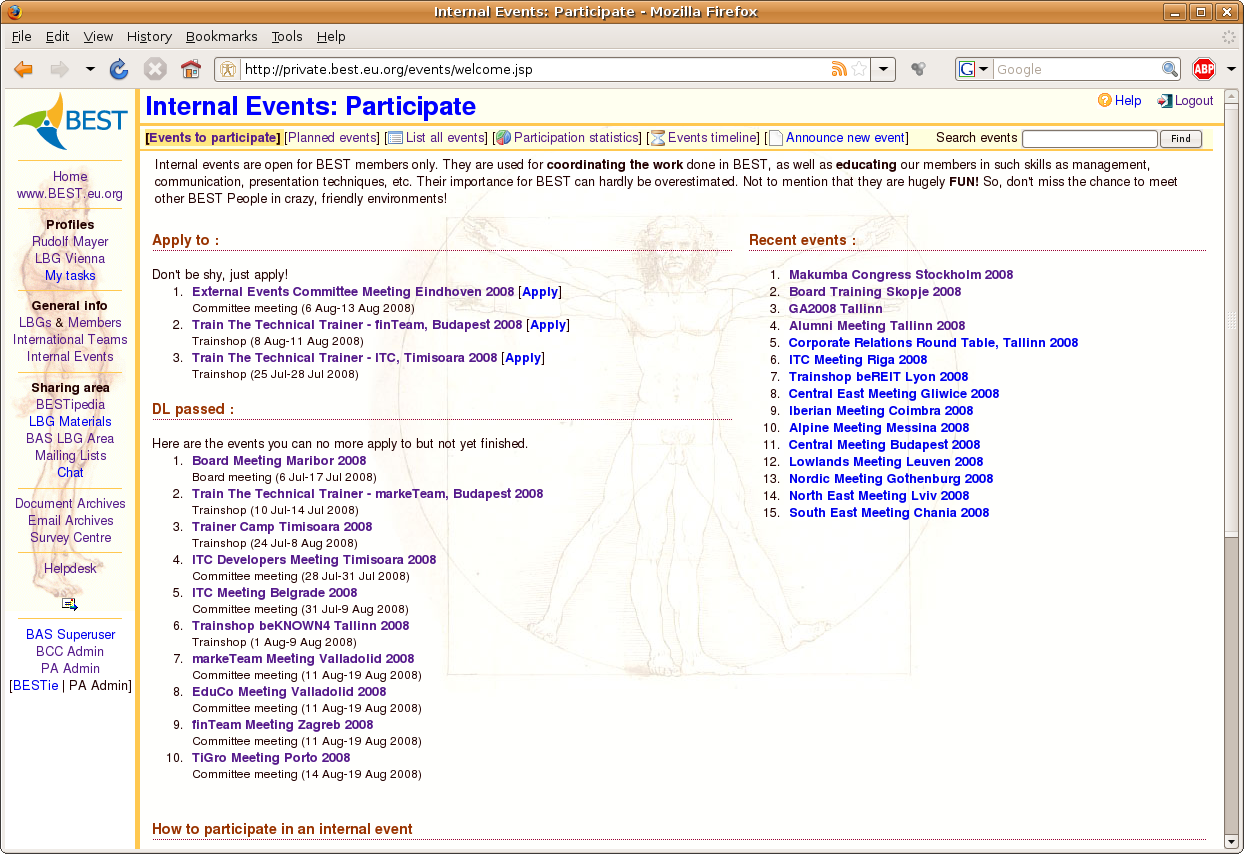 Internal Events: Participate - Mozilla Firefox
File Edit View History Bookmarks Tools Help
http://private.best.eu.org/events/welcome.jsp
G Google
ABP
BEST
Internal Events: Participate
Help Logout
[Events to participate] [Planned events] [List all events] [Participation statistics] [Events timeline] [Announce new event] Search events Find
Home
www.BEST.eu.org
Profiles
Rudolf Mayer
LBG Vienna
My tasks
General info
LBGs & Members
International Teams
Internal Events
Sharing area
BESTipedia
LBG Materials
BAS LBG Area
Mailing Lists
Chat
Document Archives
Email Archives
Survey Centre
Helpdesk
BAS Superuser
BCC Admin
PA Admin
[BESTie | PA Admin]
Internal events are open for BEST members only. They are used for coordinating the work done in BEST, as well as educating our members in such skills as management,
communication, presentation techniques, etc. Their importance for BEST can hardly be overestimated. Not to mention that they are hugely FUN! So, don't miss the chance to meet
other BEST People in crazy, friendly environments!
Apply to :
Don't be shy, just apply!
1. External Events Committee Meeting Eindhoven 2008 [Apply]
Committee meeting (6 Aug-13 Aug 2008)
2. Train The Technical Trainer - finTeam, Budapest 2008 [Apply]
Trainshop (8 Aug-11 Aug 2008)
3. Train The Technical Trainer - ITC, Timisoara 2008 [Apply]
Trainshop (25 Jul-28 Jul 2008)
DL passed :
Here are the events you can no more apply to but not yet finished.
1. Board Meeting Maribor 2008
Board meeting (6 Jul-17 Jul 2008)
2. Train The Technical Trainer - markeTeam, Budapest 2008
Trainshop (10 Jul-14 Jul 2008)
3. Trainer Camp Timisoara 2008
Trainshop (24 Jul-8 Aug 2008)
4. ITC Developers Meeting Timisoara 2008
Committee meeting (28 Jul-31 Jul 2008)
5. ITC Meeting Belgrade 2008
Committee meeting (31 Jul-9 Aug 2008)
6. Trainshop beKNOWN4 Tallinn 2008
Trainshop (1 Aug-9 Aug 2008)
7. markeTeam Meeting Valladolid 2008
Committee meeting (11 Aug-19 Aug 2008)
8. EduCo Meeting Valladolid 2008
Committee meeting (11 Aug-19 Aug 2008)
9. finTeam Meeting Zagreb 2008
Committee meeting (11 Aug-19 Aug 2008)
10. TiGro Meeting Porto 2008
Committee meeting (14 Aug-19 Aug 2008)
Recent events :
1. Makumba Congress Stockholm 2008
2. Board Training Skopje 2008
3. GA2008 Tallinn
4. Alumni Meeting Tallinn 2008
5. Corporate Relations Round Table, Tallinn 2008
6. ITC Meeting Riga 2008
7. Trainshop beREIT Lyon 2008
8. Central East Meeting Gliwice 2008
9. Iberian Meeting Coimbra 2008
10. Alpine Meeting Messina 2008
11. Central Meeting Budapest 2008
12. Lowlands Meeting Leuven 2008
13. Nordic Meeting Gothenburg 2008
14. North East Meeting Lviv 2008
15. South East Meeting Chania 2008
How to participate in an internal event